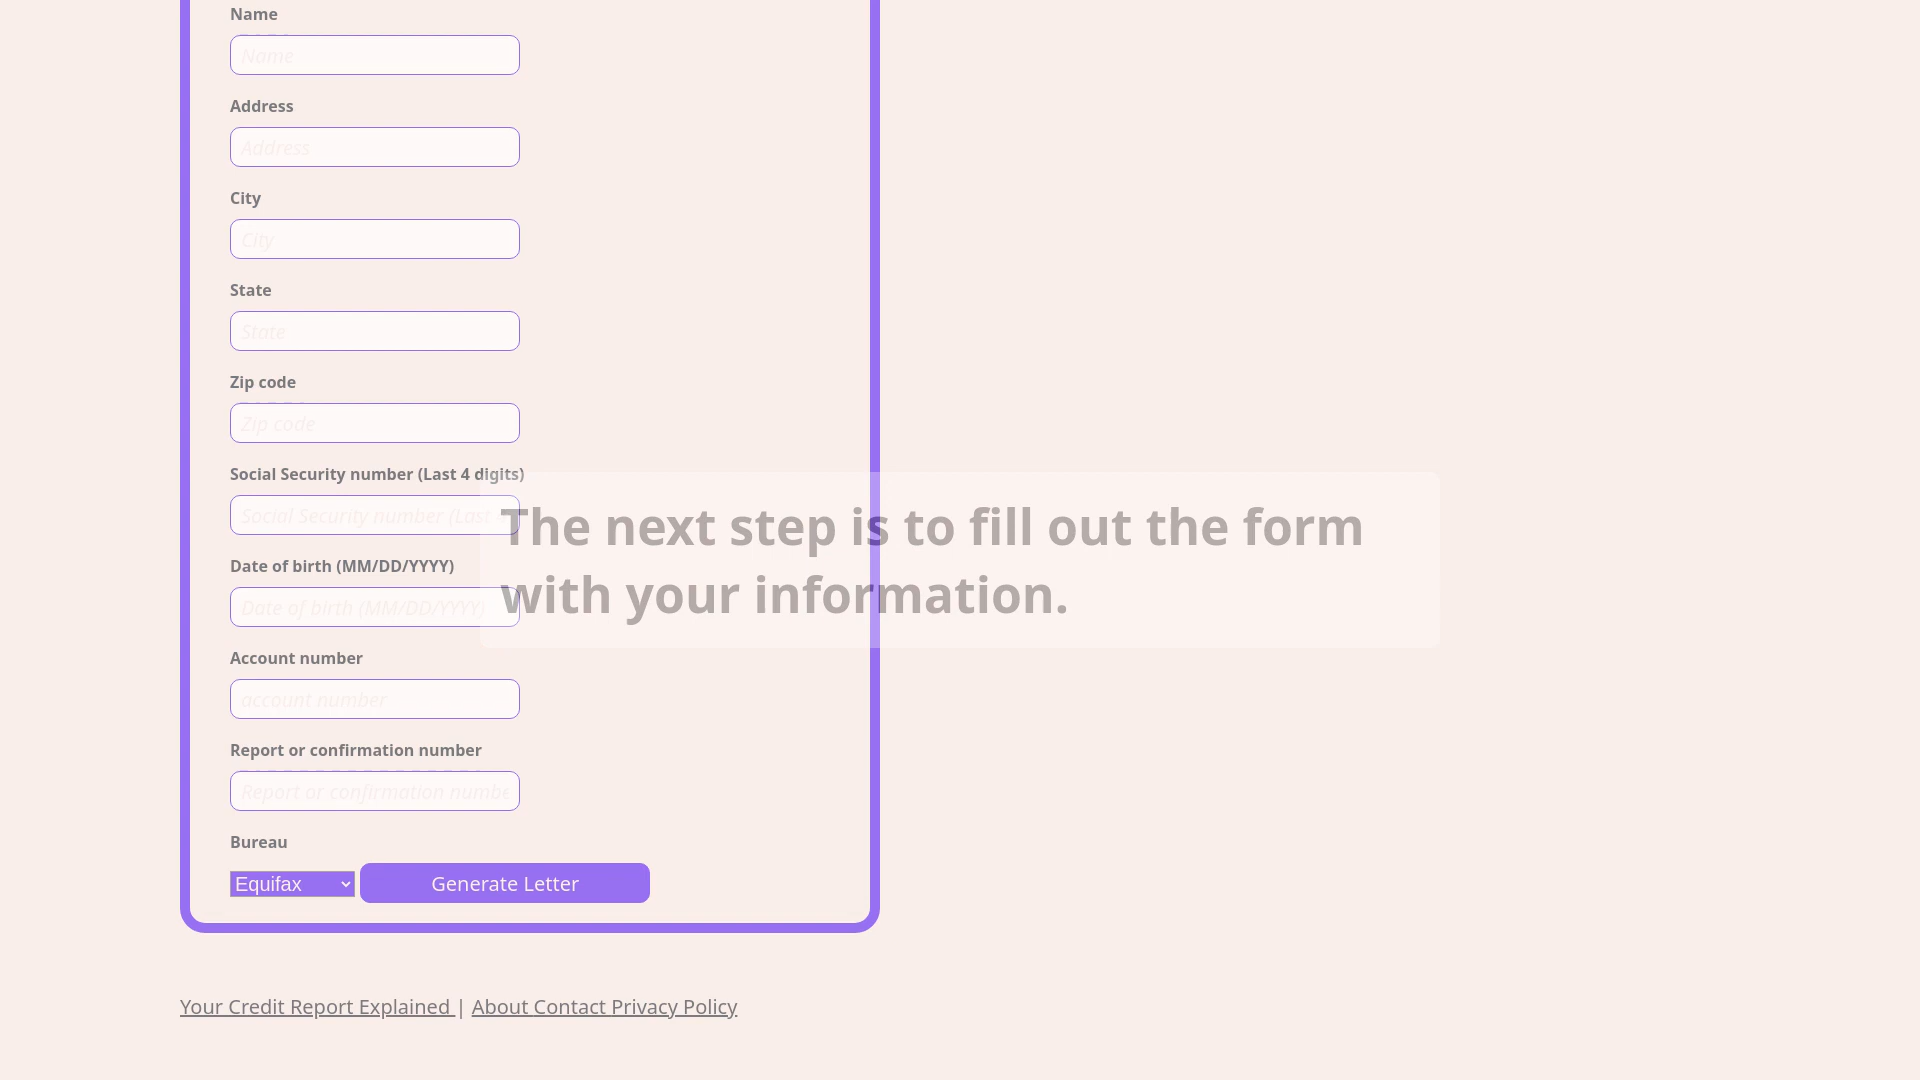 Name
Name
Address
Address
City
City
State
State
Zip code
Zip code
Social Security number (Last 4 digits)
Social Security number (Last
Date of birth (MM/DD/YYYY)
Date of birth (MM/DD/YYYY)
The next step is to fill out the form
with your information.
Account number
account number
Report or confirmation number
Report or confirmation numbe
Bureau
Equifax Generate Letter
Your Credit Report Explained | About Contact Privacy Policy